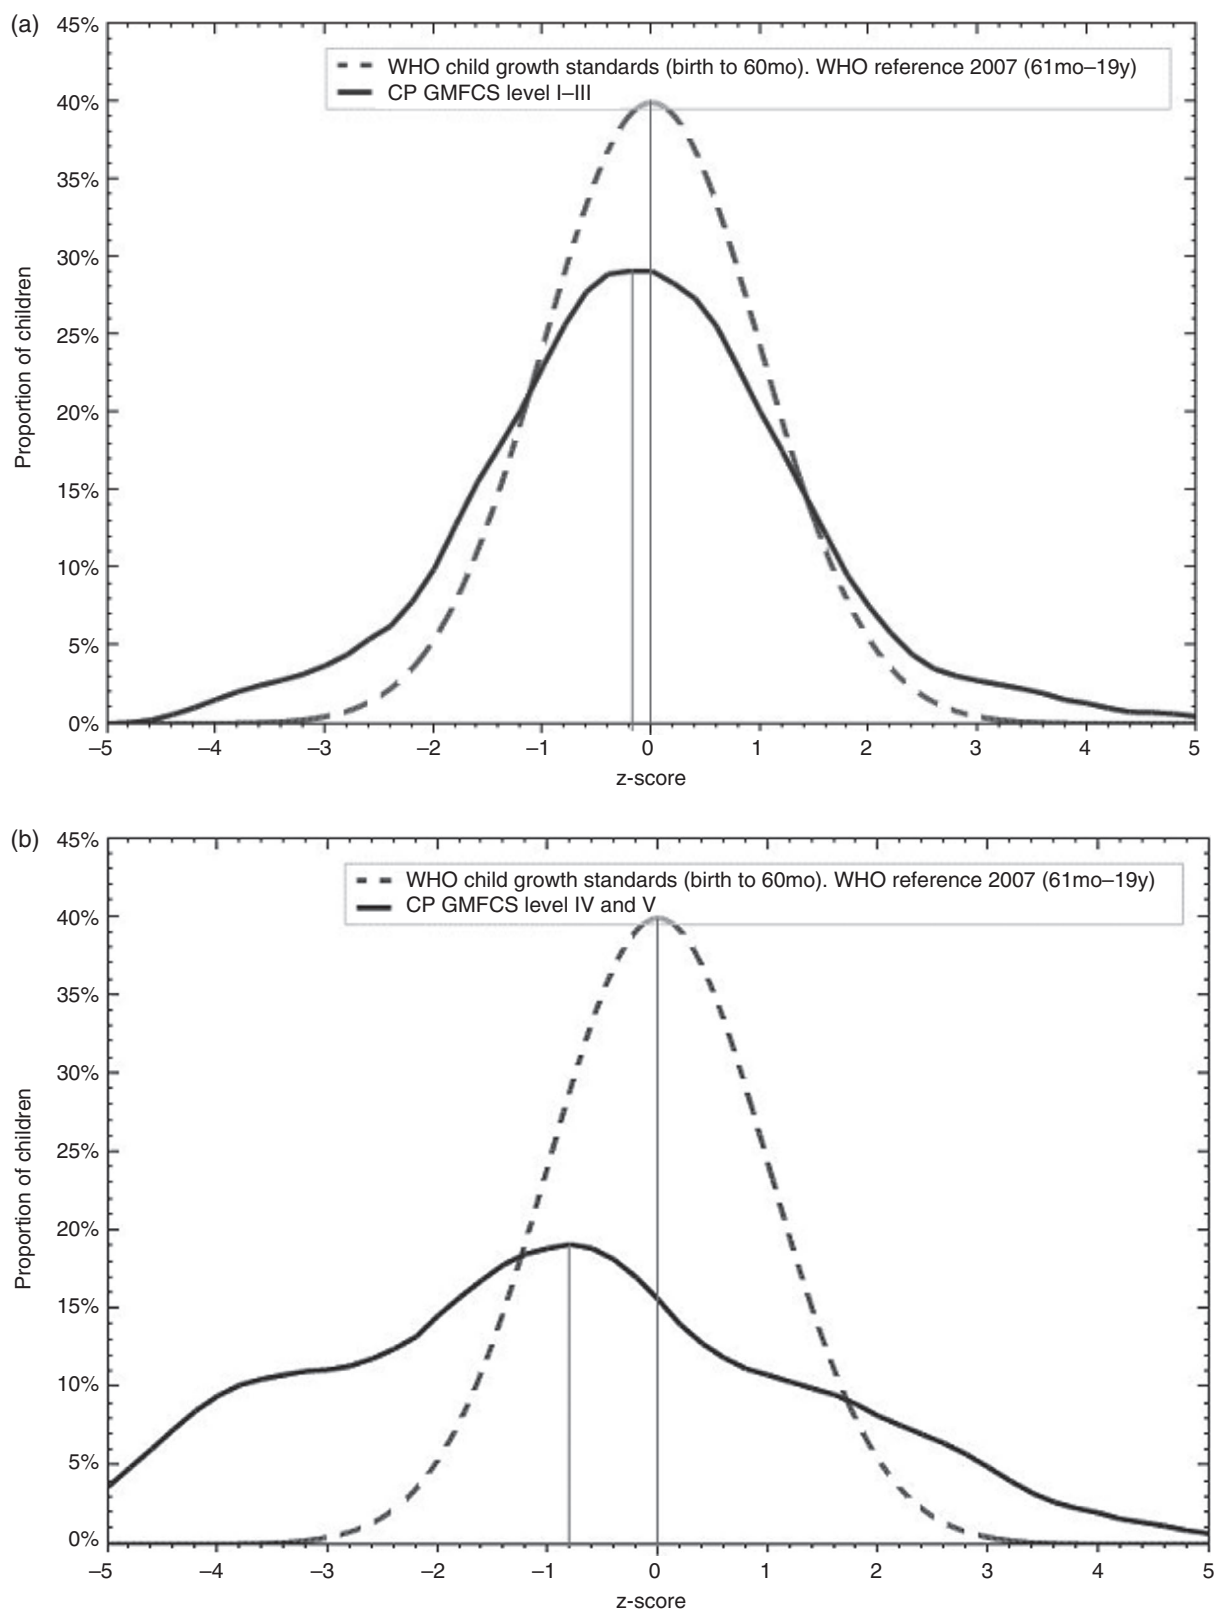 (a)
45%
40%
35%
30%
25%
20%
15%
10%
5%
0%
Proportion of children
WHO child growth standards (birth to 60mo). WHO reference 2007 (61mo–19y)
CP GMFCS level I–III
–5 –4 –3 –2 –1 0 1 2 3 4 5
z-score
(b)
45%
40%
35%
30%
25%
20%
15%
10%
5%
0%
Proportion of children
WHO child growth standards (birth to 60mo). WHO reference 2007 (61mo–19y)
CP GMFCS level IV and V
–5 –4 –3 –2 –1 0 1 2 3 4 5
z-score